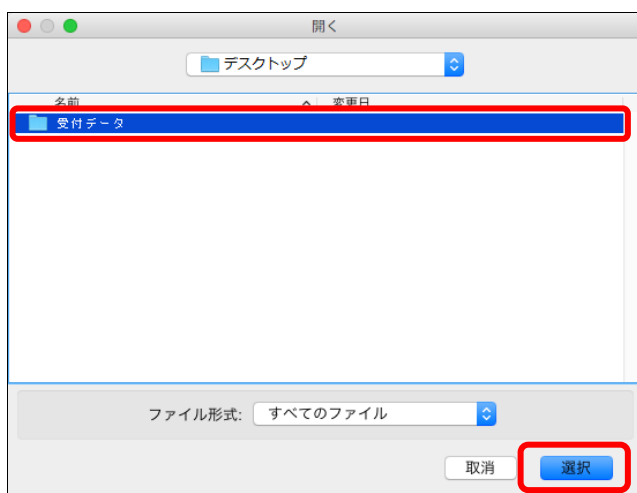 開く
デスクトップ
名前 変更日
受付データ
ファイル形式: すべてのファイル
取消 選択